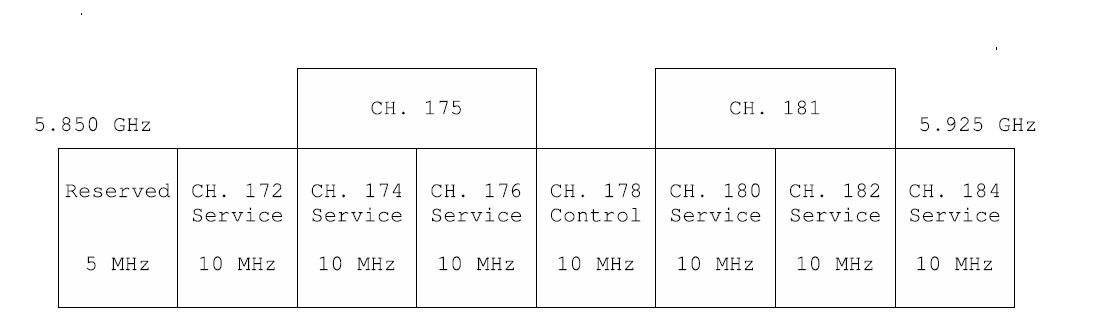 CH. 175
CH. 181
5.850 GHz
5.925 GHz
Reserved
5 MHz
CH. 172
Service
10 MHz
CH. 174
Service
10 MHz
CH. 176
Service
10 MHz
CH. 178
Control
10 MHz
CH. 180
Service
10 MHz
CH. 182
Service
10 MHz
CH. 184
Service
10 MHz